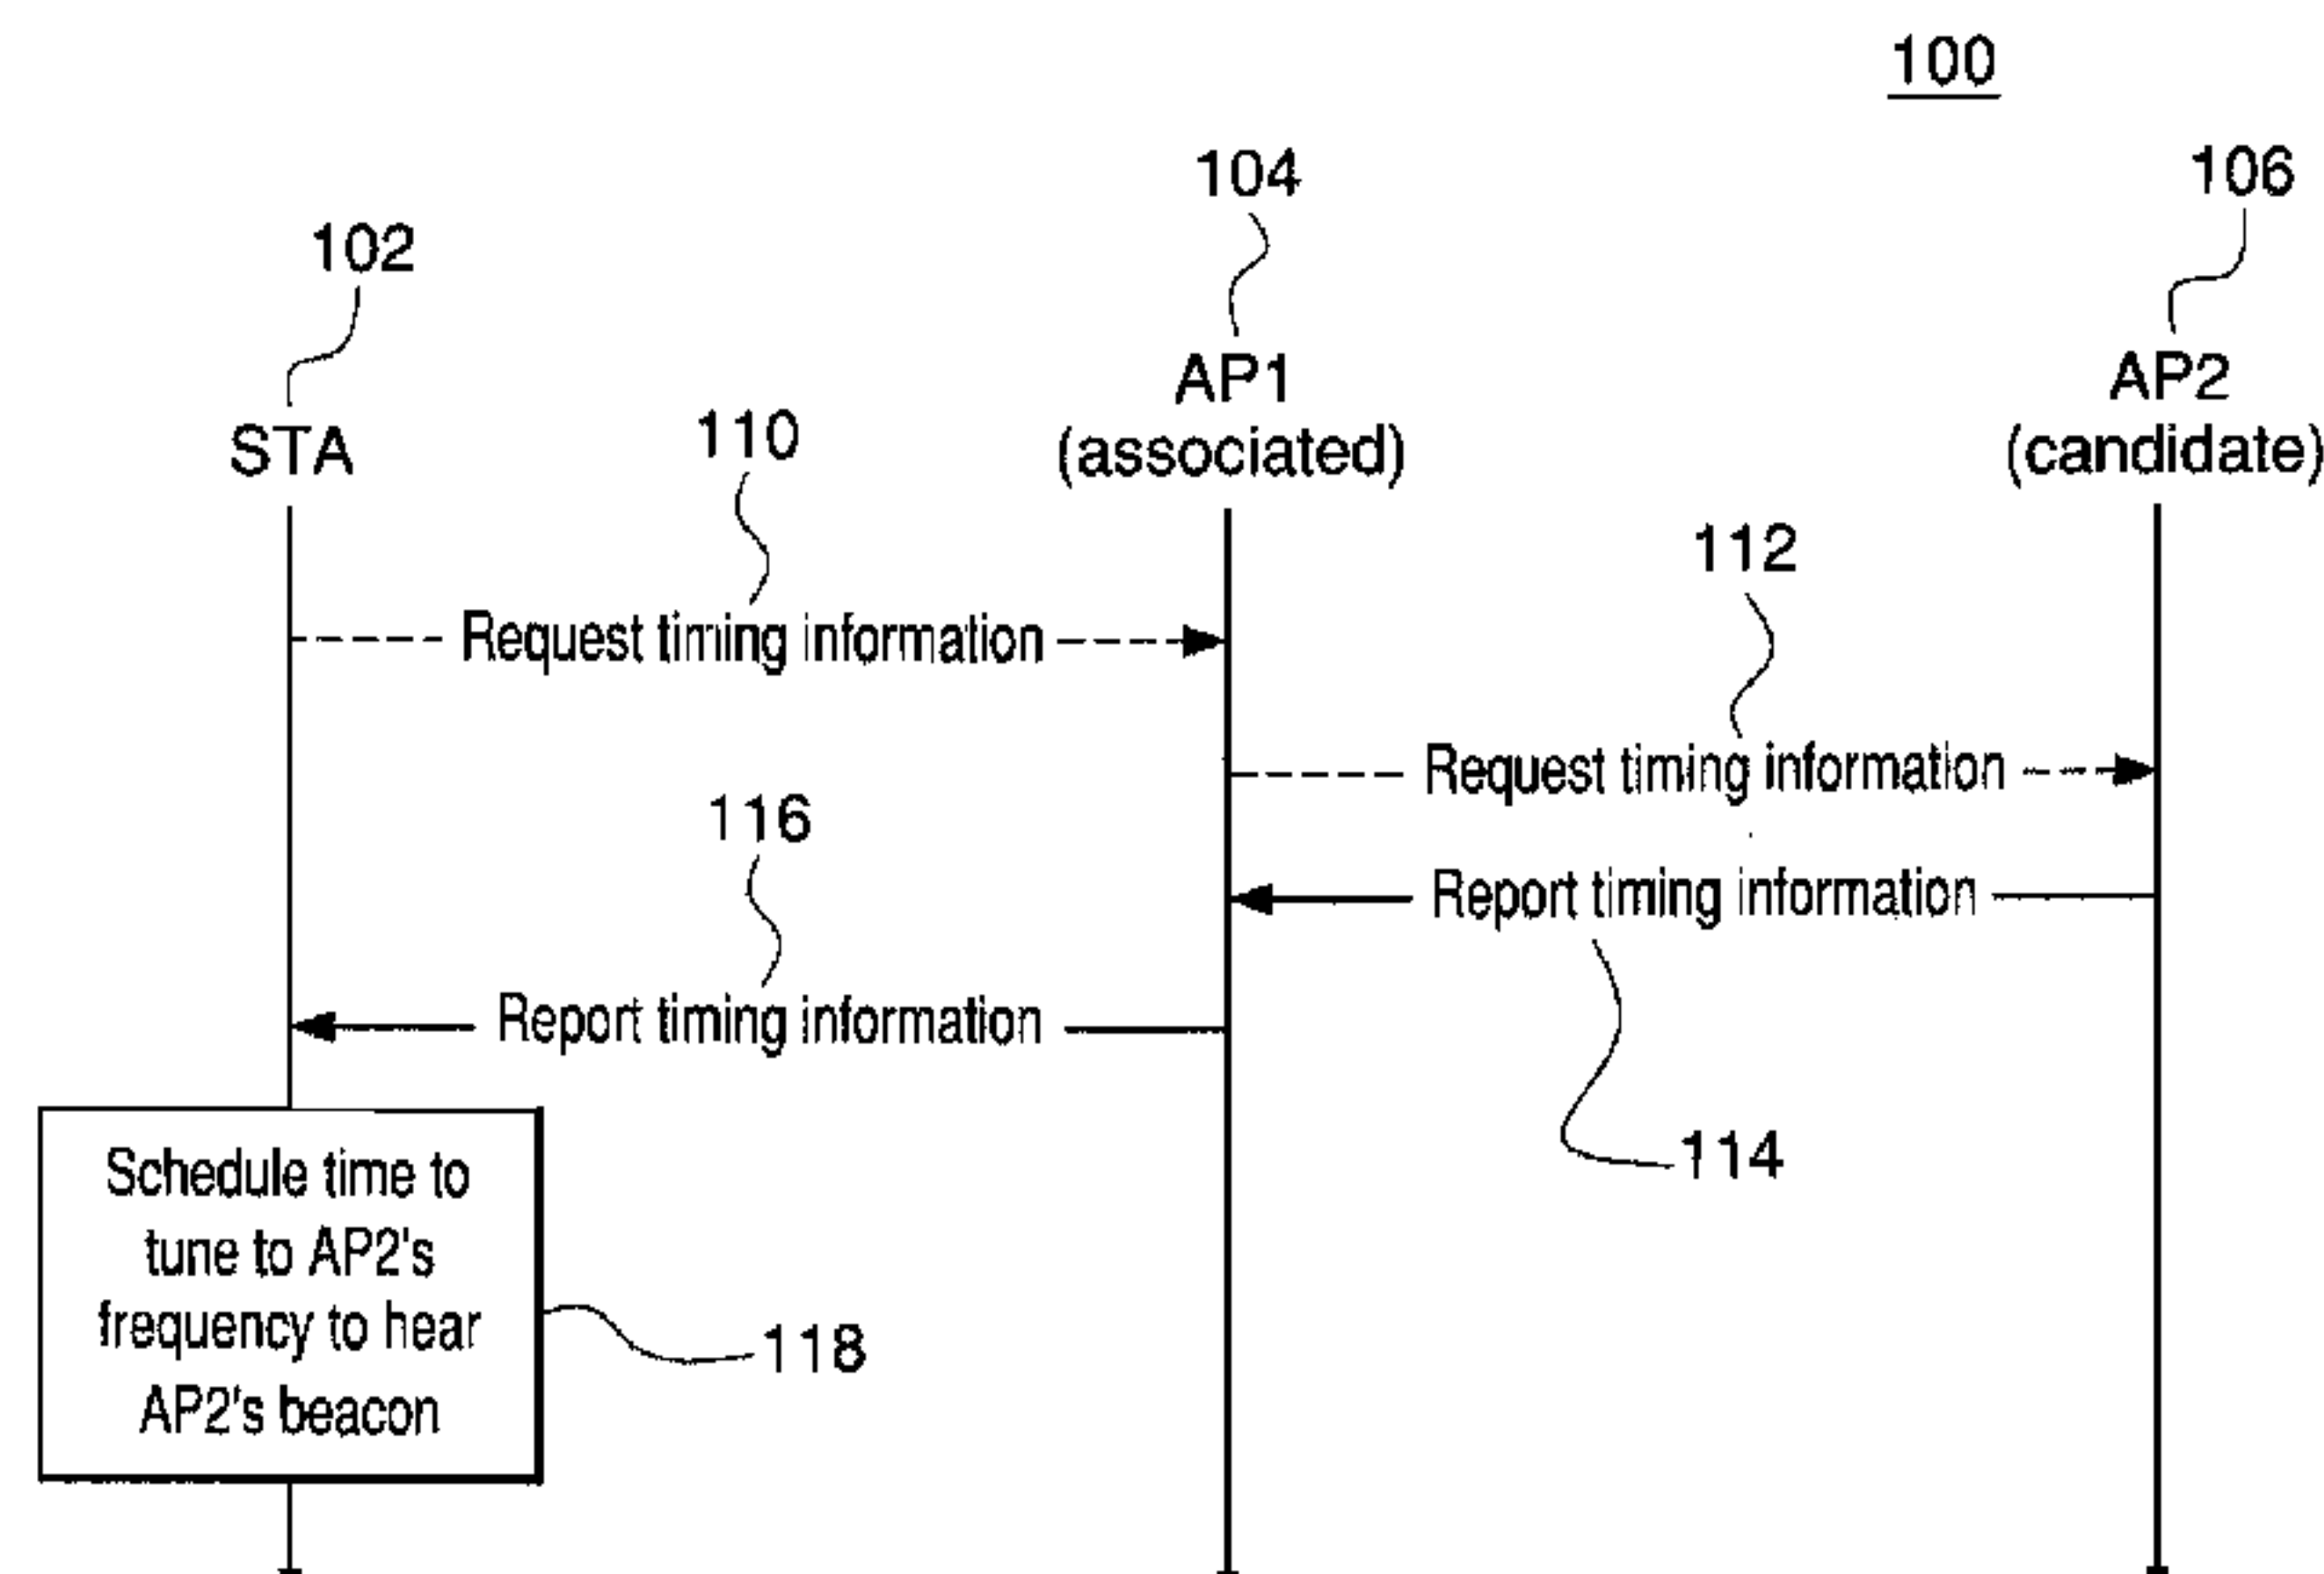 100
104
106
102
AP1
(associated)
AP2
(candidate)
STA
110
112
Request timing information
Request timing information
116
Report timing information
Report timing information
114
Schedule time to
tune to AP2's
frequency to hear
AP2's beacon
118